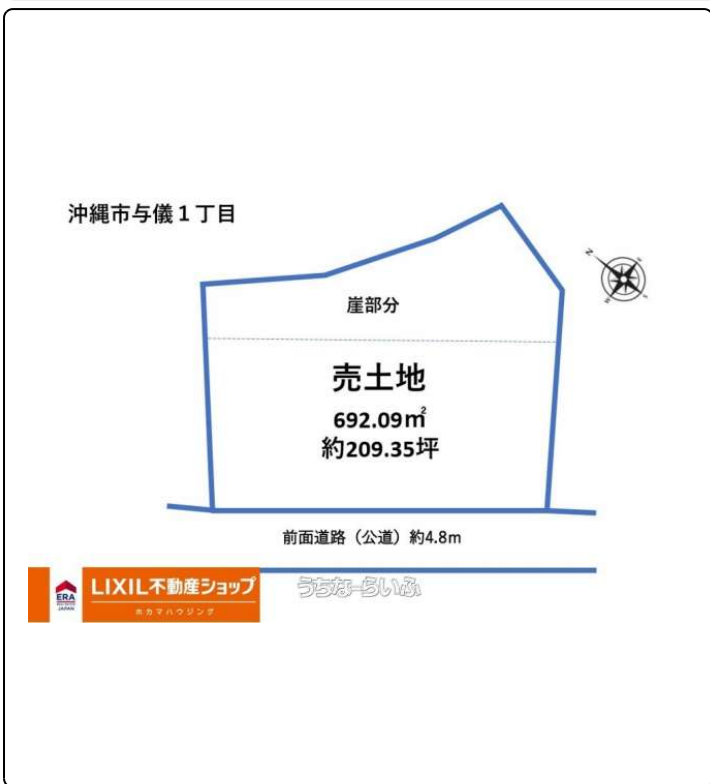 沖縄市与儀１丁目
N
崖部分
売土地
692.09㎡
約209.35坪
前面道路（公道）約4.8m
ERA
JAPAN
LIXIL不動産ショップ
ホカマハウジング
うちなーらいふ